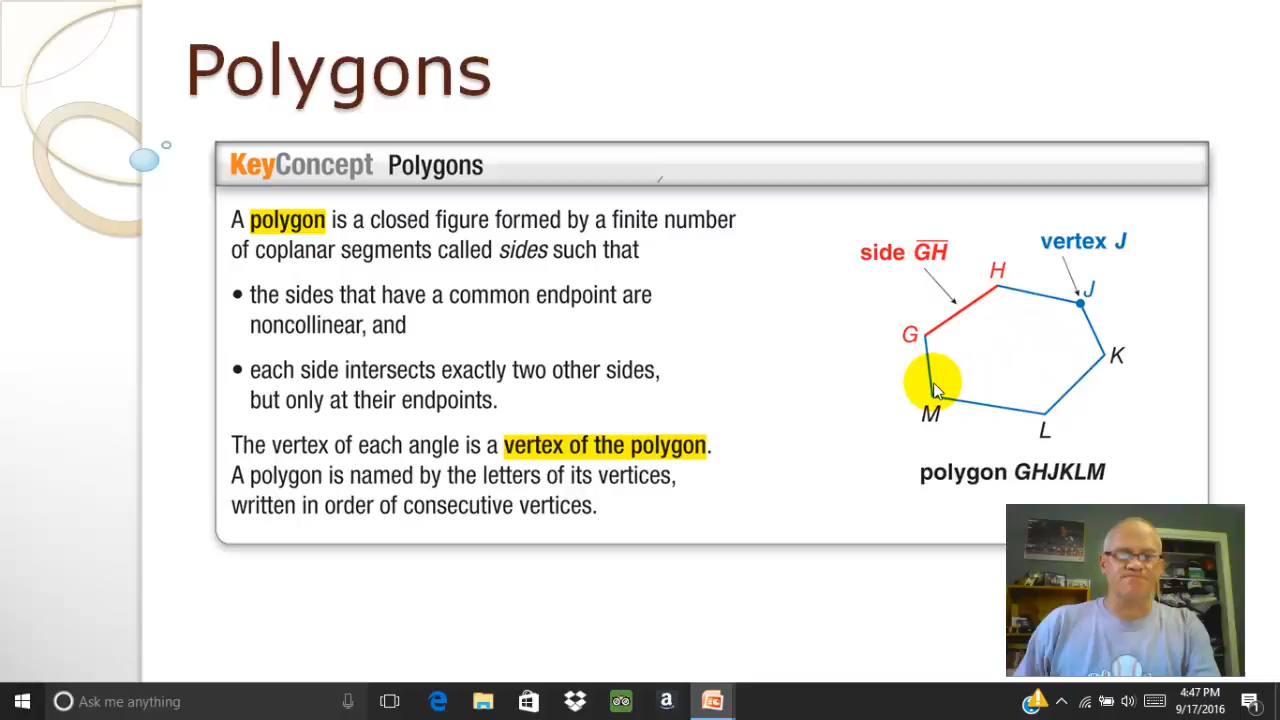 Polygons
KeyConcept Polygons
A polygon is a closed figure formed by a finite number
of coplanar segments called sides such that
• the sides that have a common endpoint are
noncollinear, and
• each side intersects exactly two other sides,
but only at their endpoints.
The vertex of each angle is a vertex of the polygon.
A polygon is named by the letters of its vertices,
written in order of consecutive vertices.
side GH
vertex J
H
J
G
K
M
L
polygon GHJKLM
Ask me anything
4:47 PM
9/17/2016